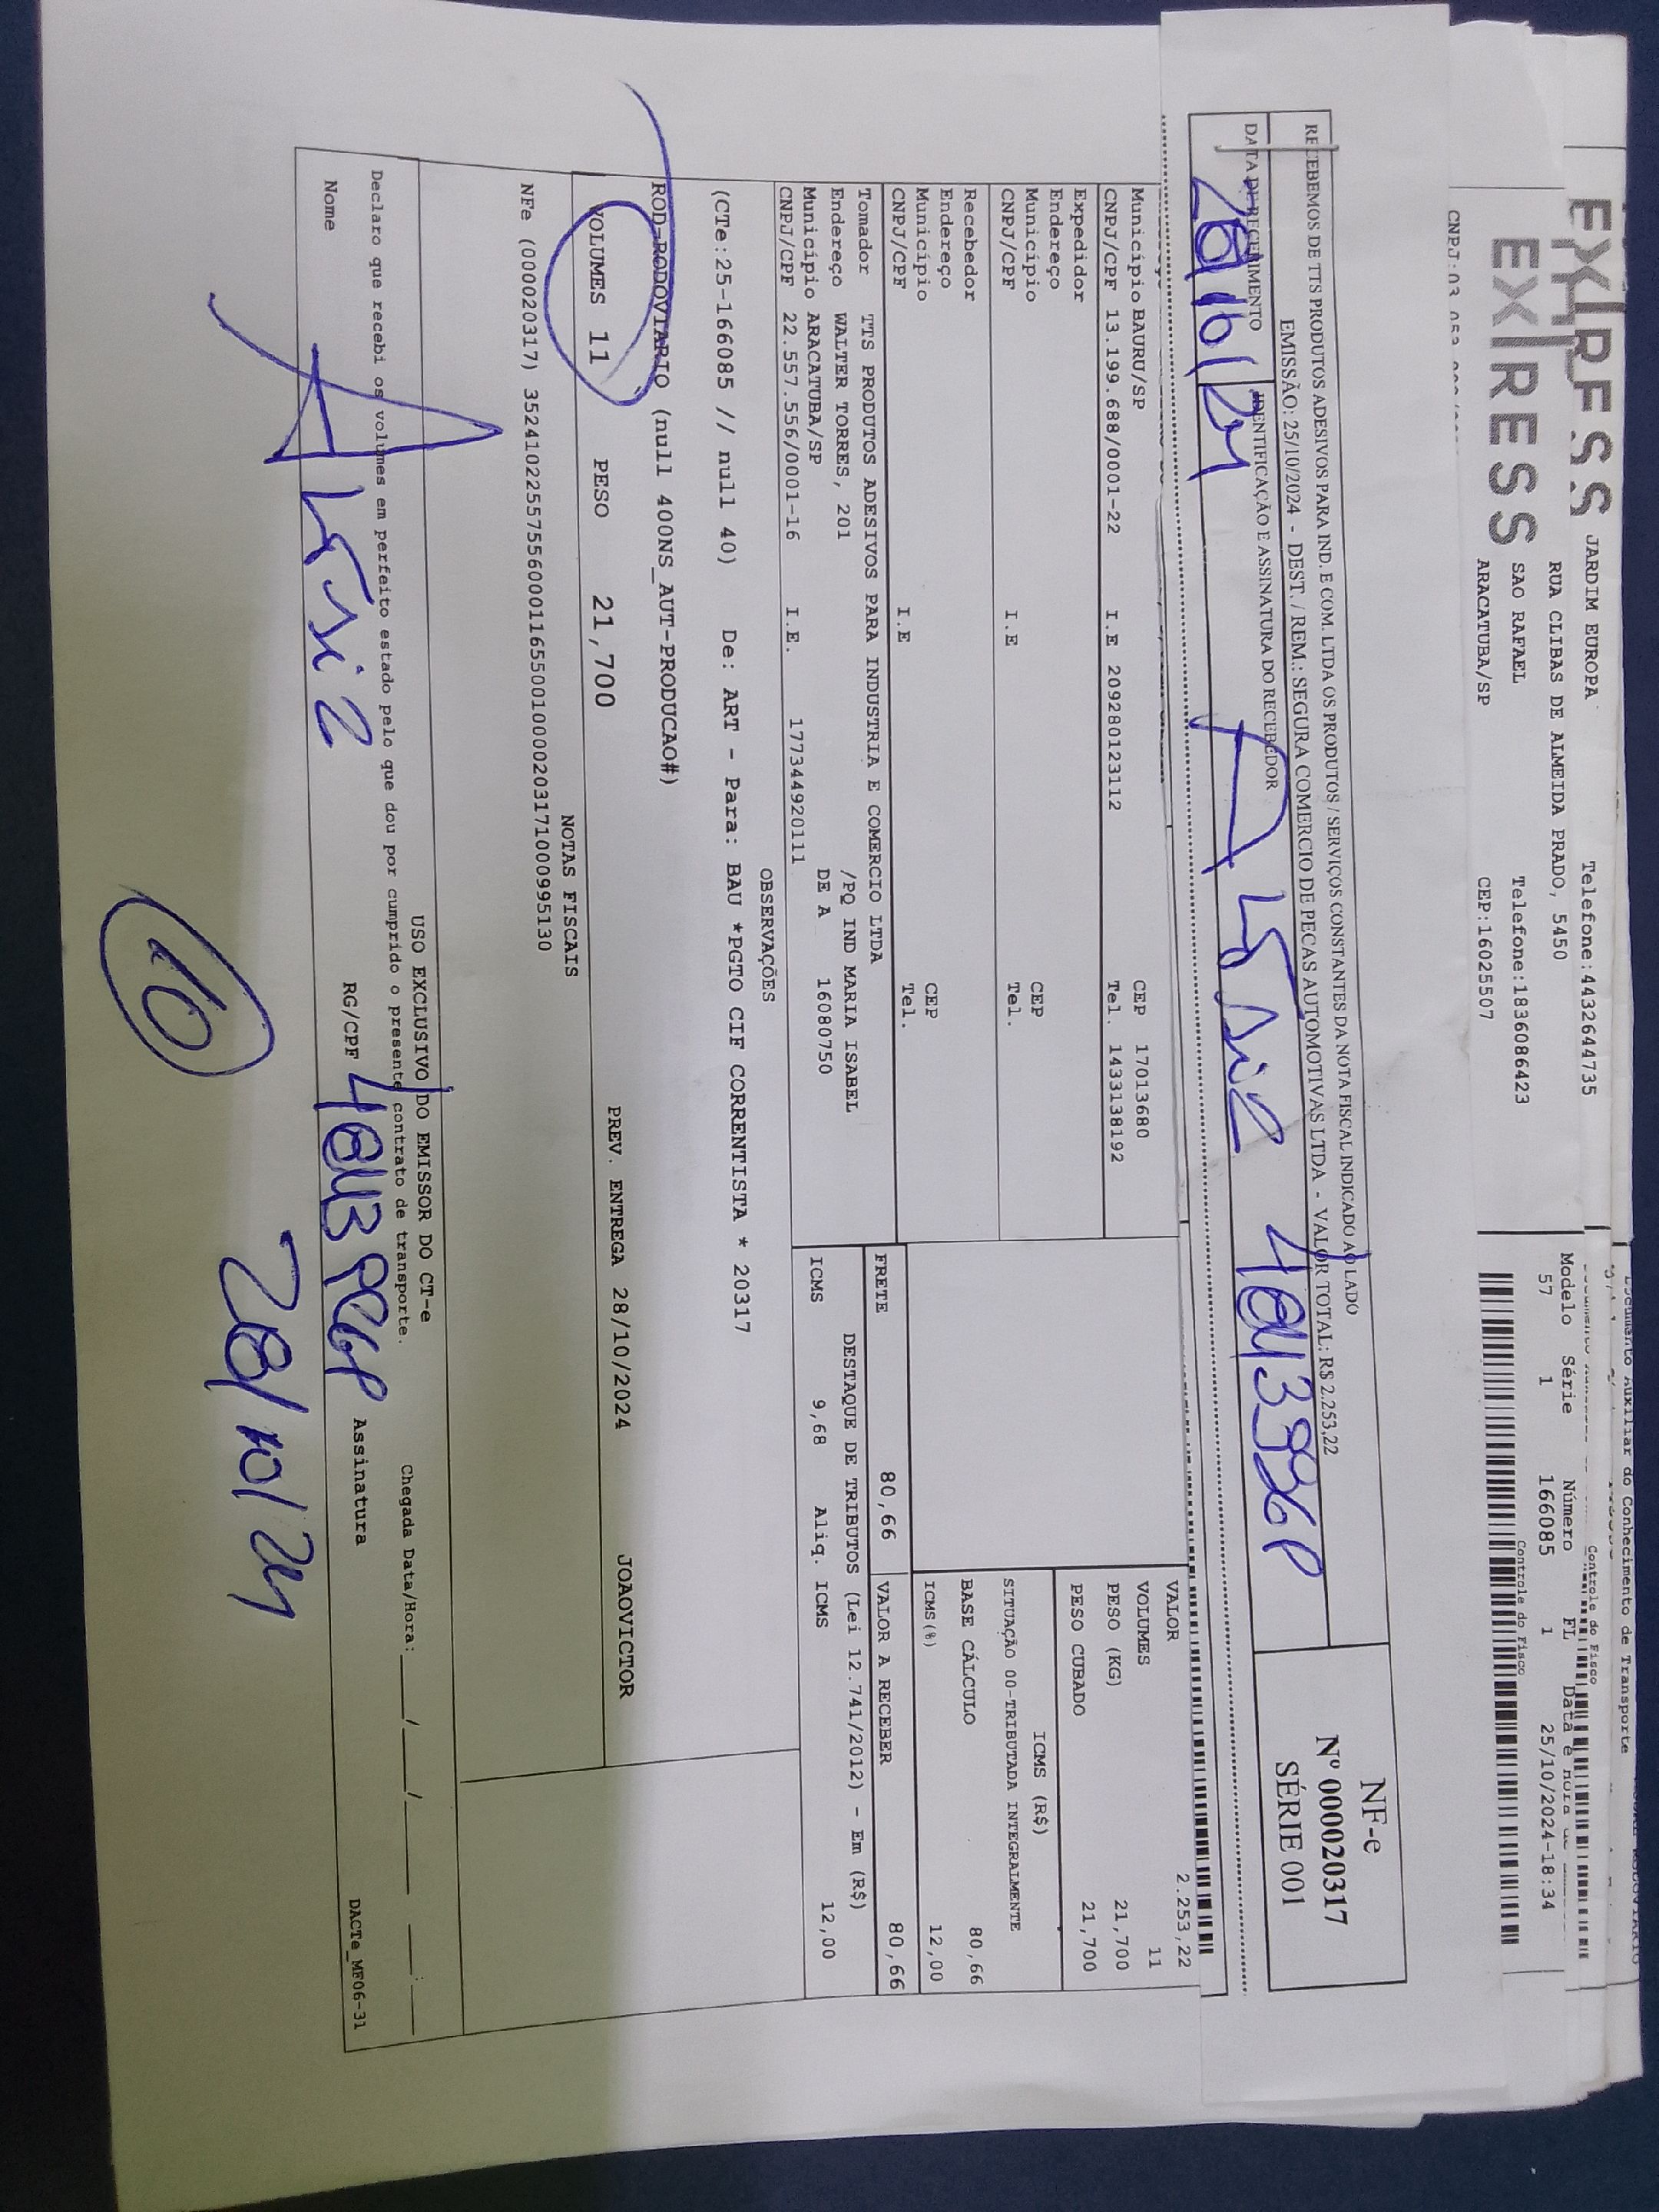 EXPRESS
JARDIM EUROPA
Telefone:4432644735
RUA CLIBAS DE ALMEIDA PRADO, 5450
EXPRESS
SAO RAFAEL
Telefone:1836086423
ARACATUBA/SP
CEP:16025507
Modelo Série Número FL
57 1 166085 1 25/10/2024-18:34
Controle do Fisco
Controle do Fisco
NF-e
Nº 000020317
SÉRIE 001
RECEBEMOS DE TTS PRODUTOS ADESIVOS PARA IND. E COM. LTDA OS PRODUTOS / SERVIÇOS CONSTANTES DA NOTA FISCAL INDICADO AO LADO
EMISSÃO: 25/10/2024 - DEST. / REM.: SEGURA COMERCIO DE PECAS AUTOMOTIVAS LTDA - VALOR TOTAL: R$ 2.253,22
DATA DE RECEBIMENTO
IDENTIFICAÇÃO E ASSINATURA DO RECEBEDOR
Município BAURU/SP CEP 17013680
CNPJ/CPF 13.199.688/0001-22 I.E 209280123112 Tel. 1433138192
Expedidor
Endereço
Município CEP
CNPJ/CPF I.E Tel.
Recebedor
Endereço
Município CEP
CNPJ/CPF I.E Tel.
VALOR 2.253,22
VOLUMES 11
PESO (KG) 21,700
PESO CUBADO 21,700
ICMS (R$)
SITUAÇÃO 00-TRIBUTADA INTEGRALMENTE
BASE CÁLCULO 80,66
ICMS(%) 12,00
Tomador TTS PRODUTOS ADESIVOS PARA INDUSTRIA E COMERCIO LTDA
Endereço WALTER TORRES, 201 /PQ IND MARIA ISABEL
Município ARACATUBA/SP DE A 16080750
CNPJ/CPF 22.557.556/0001-16 I.E. 177344920111
FRETE 80,66 VALOR A RECEBER 80,66
DESTAQUE DE TRIBUTOS (Lei 12.741/2012) - Em (R$)
ICMS 9,68 Aliq. ICMS 12,00
OBSERVAÇÕES
(CTe:25-166085 // null 40) De: ART - Para: BAU *PGTO CIF CORRENTISTA * 20317
ROD-RODOVIARIO (null 400NS_AUT-PRODUCAO#)
VOLUMES 11 PESO 21,700 PREV. ENTREGA 28/10/2024 JOAOVICTOR
NOTAS FISCAIS
NFe (000020317) 35241022557556000116550010000203171000995130
USO EXCLUSIVO DO EMISSOR DO CT-e
Declaro que recebi os volumes em perfeito estado pelo que dou por cumprido o presente contrato de transporte.
Chegada Data/Hora:____/____/____ __:__
Nome RG/CPF Assinatura DACTe_MF06-31
10
28/10/24